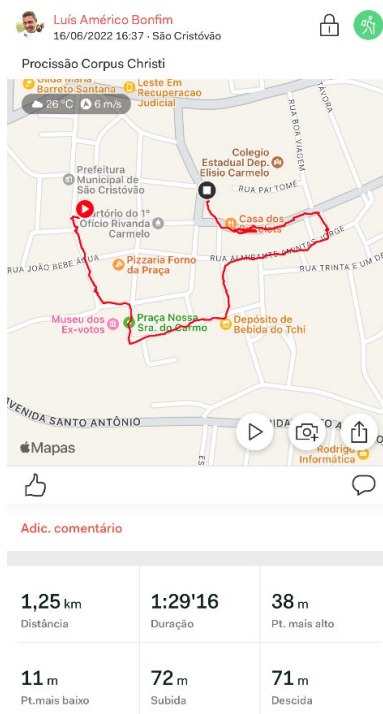 Luís Américo Bonfim
16/06/2022 16:37 · São Cristóvão
Procissão Corpus Christi
Gilda Maria
Barreto Santana
Leste Em
Recuperacao
Judicial
26 °C 6 m/s
TÁVORA
RUA BOA VIAGEM
Colegio
Estadual Dep.
Elisio Carmelo
Prefeitura
Municipal de
São Cristóvão
RUA PAI TOMÉ
Cartório do 1º
Ofício Rivanda
Carmelo
Casa dos
RUA JOÃO BEBE ÁGUA
Pizzaria Forno
da Praça
RUA ALMIRANTE AMINTAS JORGE
RUA TRINTA E UM DE
Museu dos
Ex-votos
Praça Nossa
Sra. do Carmo
Depósito de
Bebida do Tchi
AVENIDA SANTO ANTÔNIO
Mapas
Rodrigo
Informática
Adic. comentário
1,25 km
Distância
1:29'16
Duração
38 m
Pt. mais alto
11 m
Pt.mais baixo
72 m
Subida
71 m
Descida